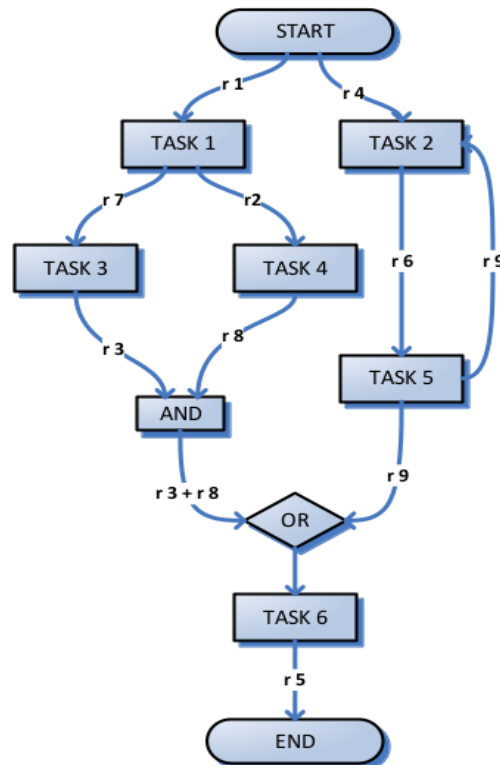 START
r 1
r 4
TASK 1
TASK 2
r 7
r2
r 6
r 9
TASK 3
TASK 4
r 3
r 8
TASK 5
AND
r 3 + r 8
r 9
OR
TASK 6
r 5
END